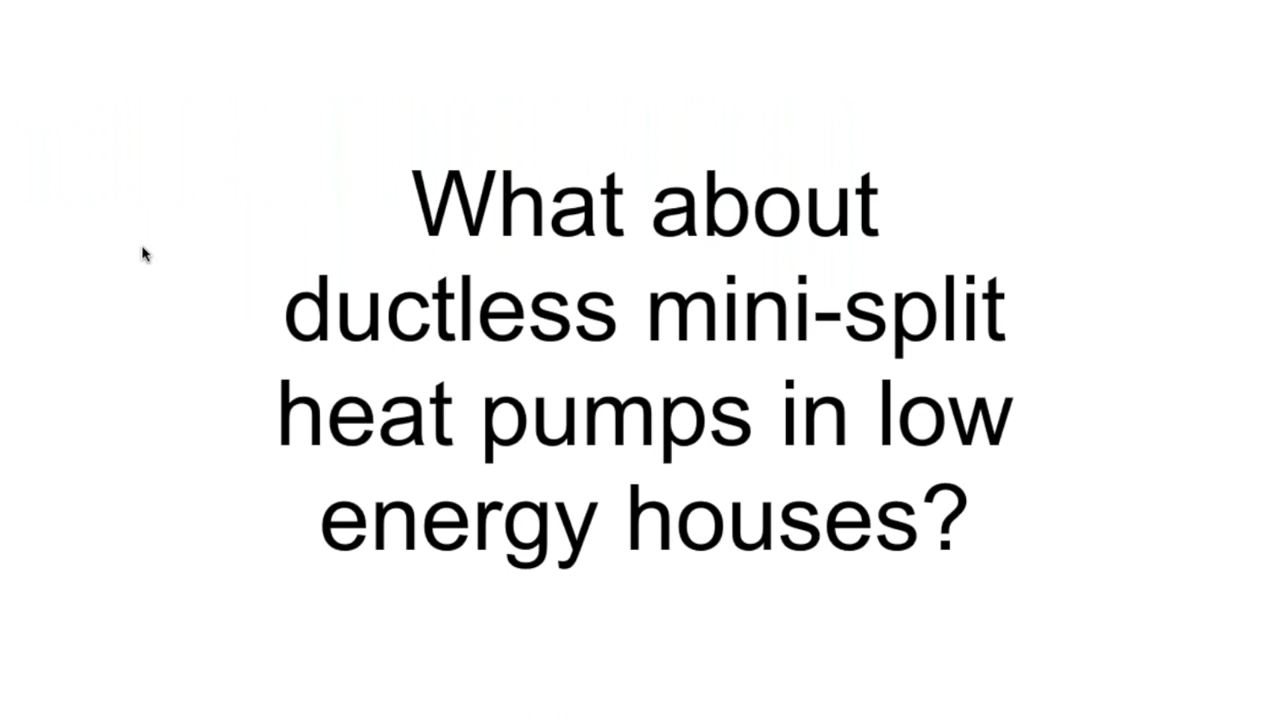 What about
ductless mini-split
heat pumps in low
energy houses?